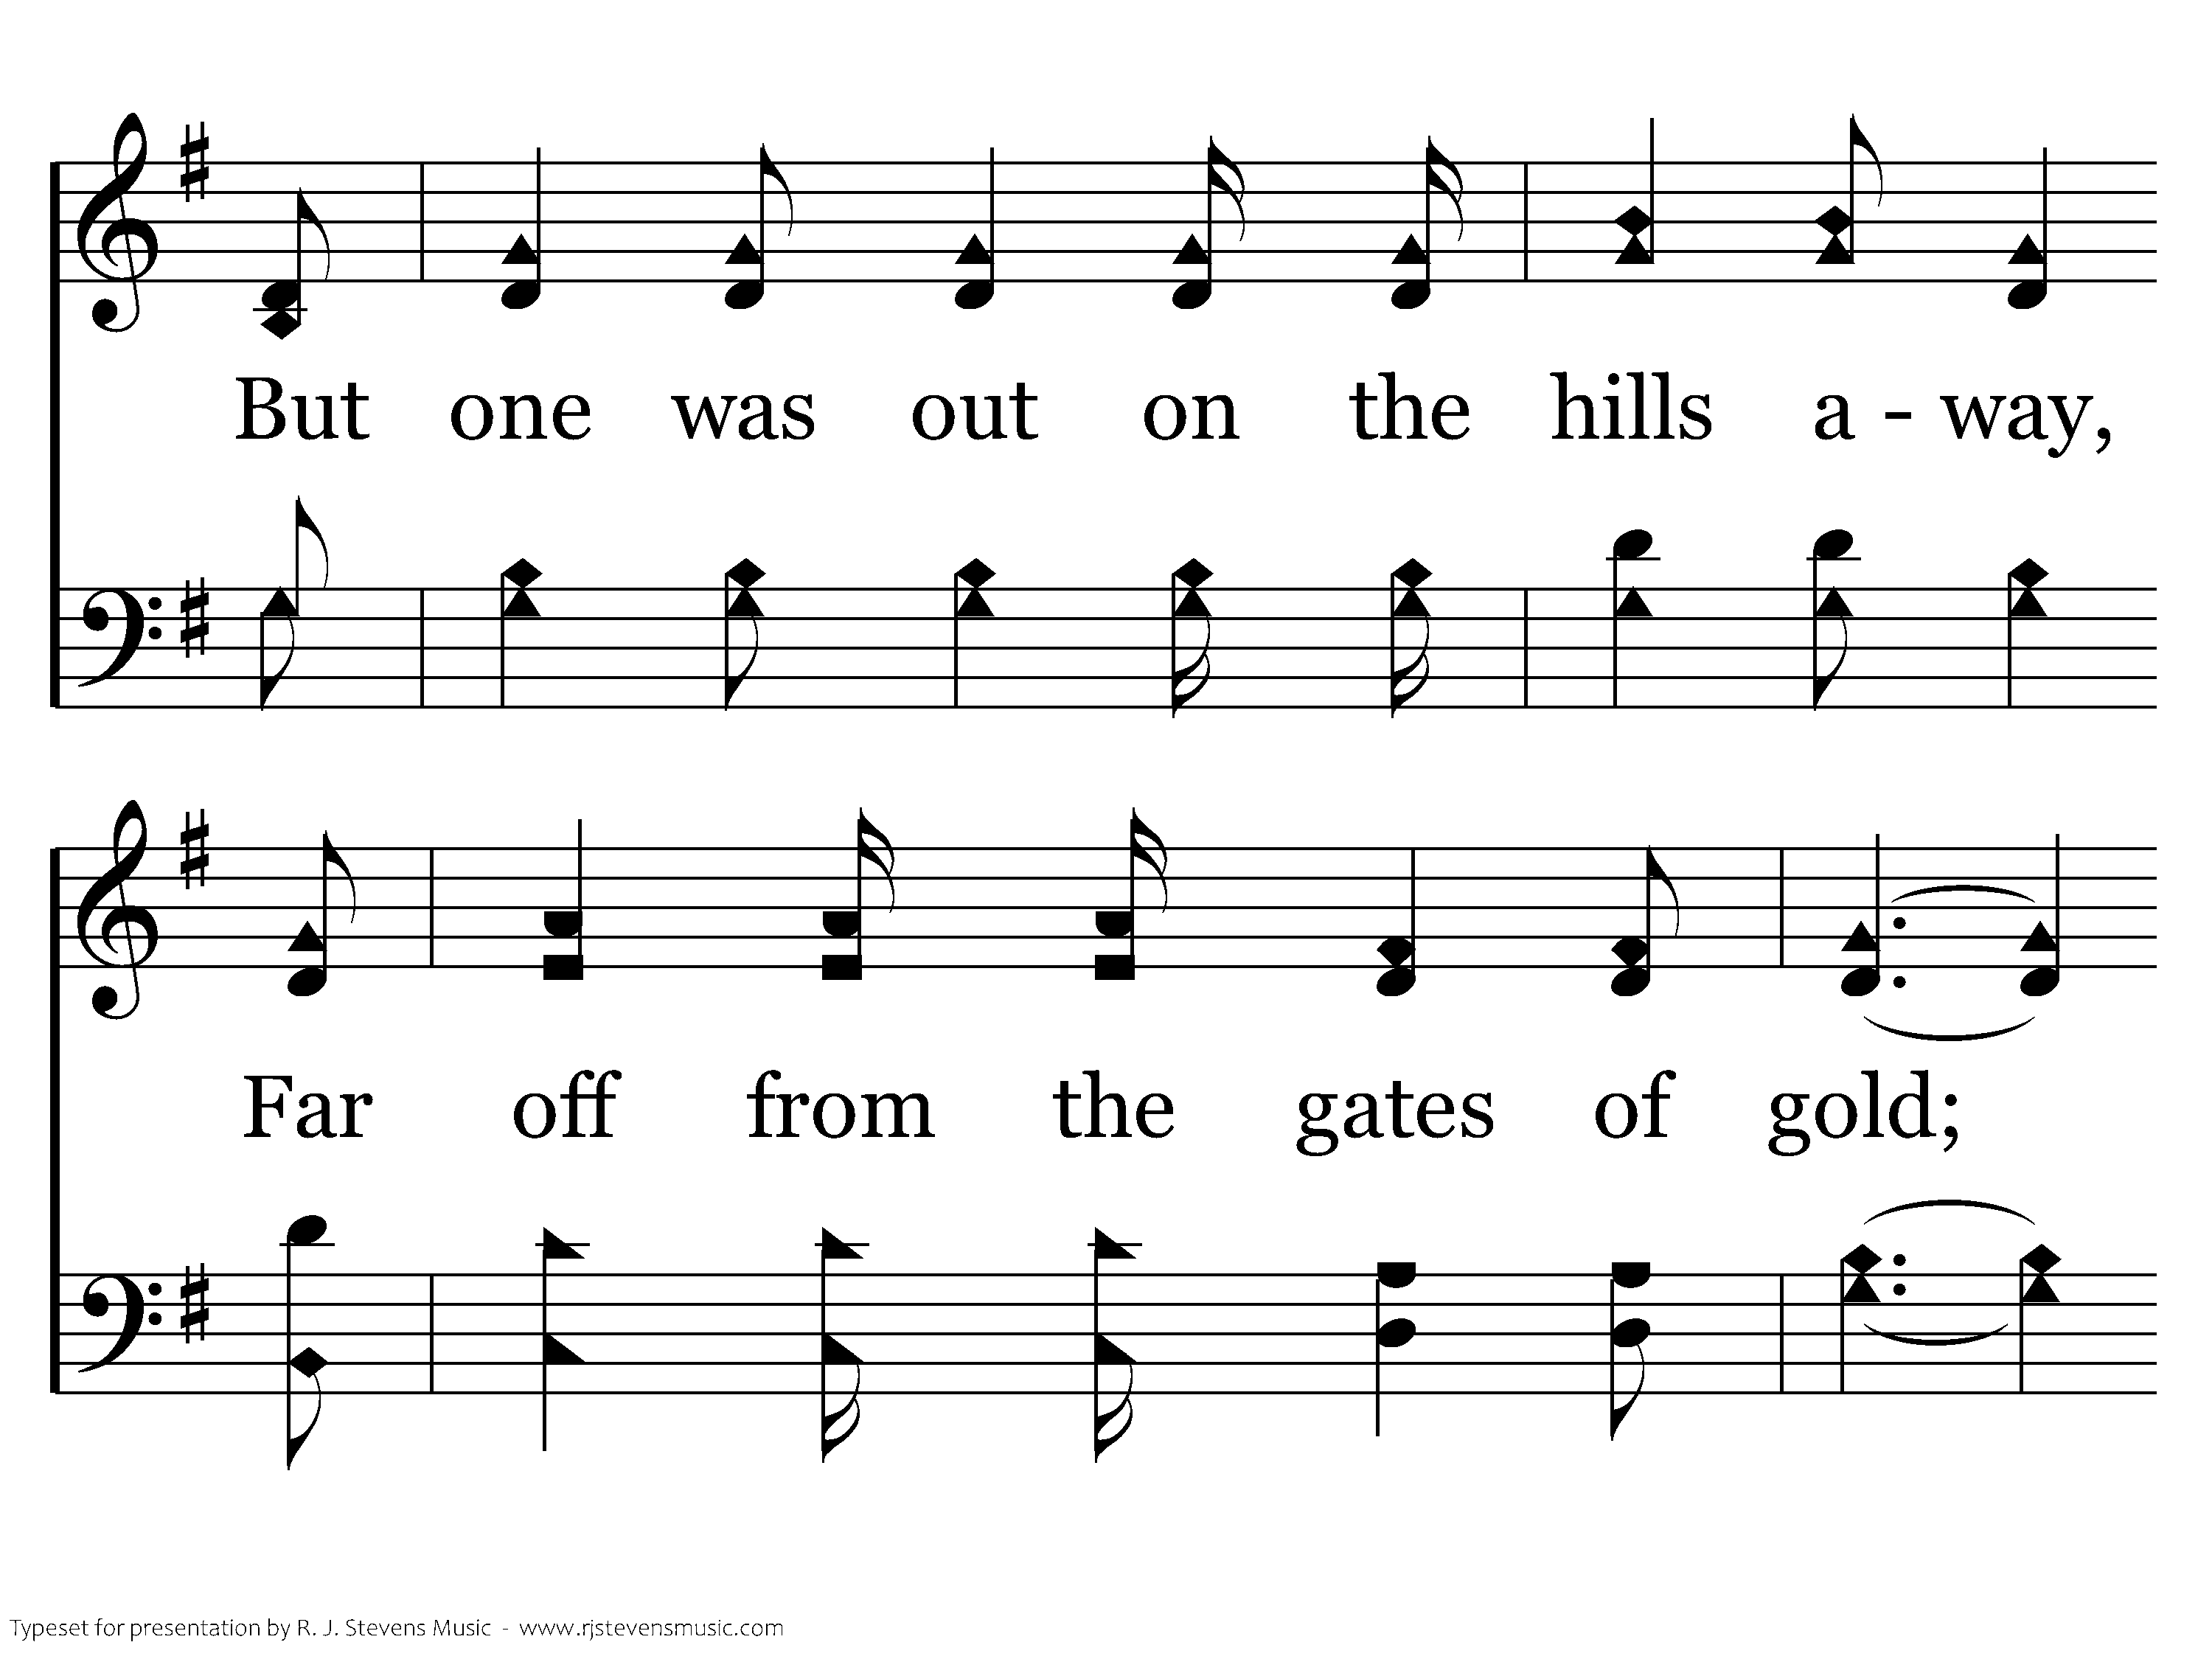 But one was out on the hills a - way,
Far off from the gates of gold;
Typeset for presentation by R. J. Stevens Music - www.rjstevensmusic.com